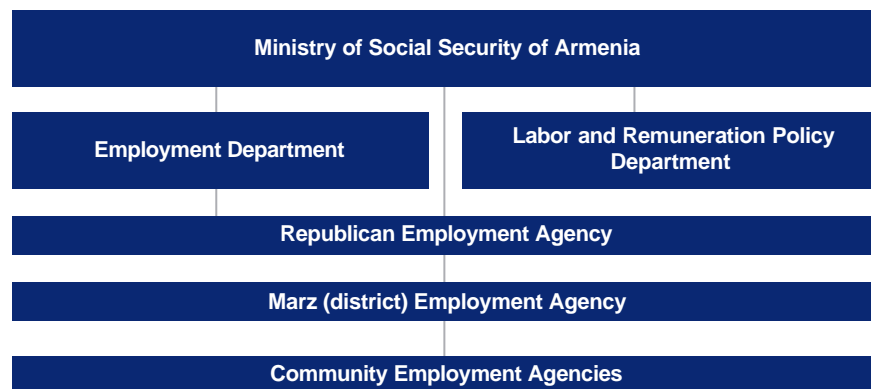 Ministry of Social Security of Armenia
Employment Department
Labor and Remuneration Policy
Department
Republican Employment Agency
Marz (district) Employment Agency
Community Employment Agencies